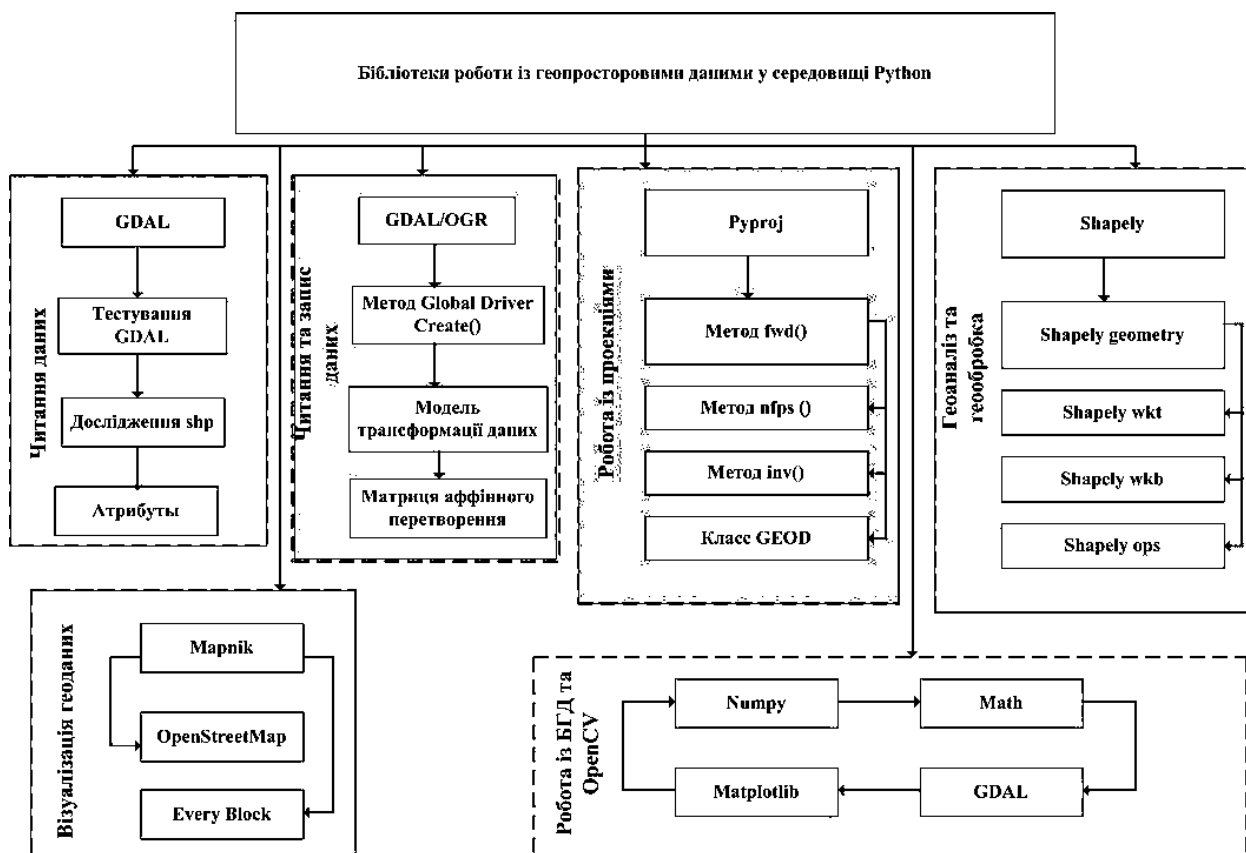 Бібліотеки роботи із геопросторовими даними у середовищі Python
Читання даних
GDAL
Тестування
GDAL
Дослідження shp
Атрибуты
Читання та запис
даних
GDAL/OGR
Метод Global Driver
Create()
Модель
трансформації даних
Матриця аффінного
перетворення
Робота із проекціями
Pyproj
Метод fwd()
Метод nfps ()
Метод inv()
Класс GEOD
Геоаналіз та
геообробка
Shapely
Shapely geometry
Shapely wkt
Shapely wkb
Shapely ops
Візуалізація геоданих
Mapnik
OpenStreetMap
Every Block
Робота із БГД та
OpenCV
Numpy
Math
Matplotlib
GDAL